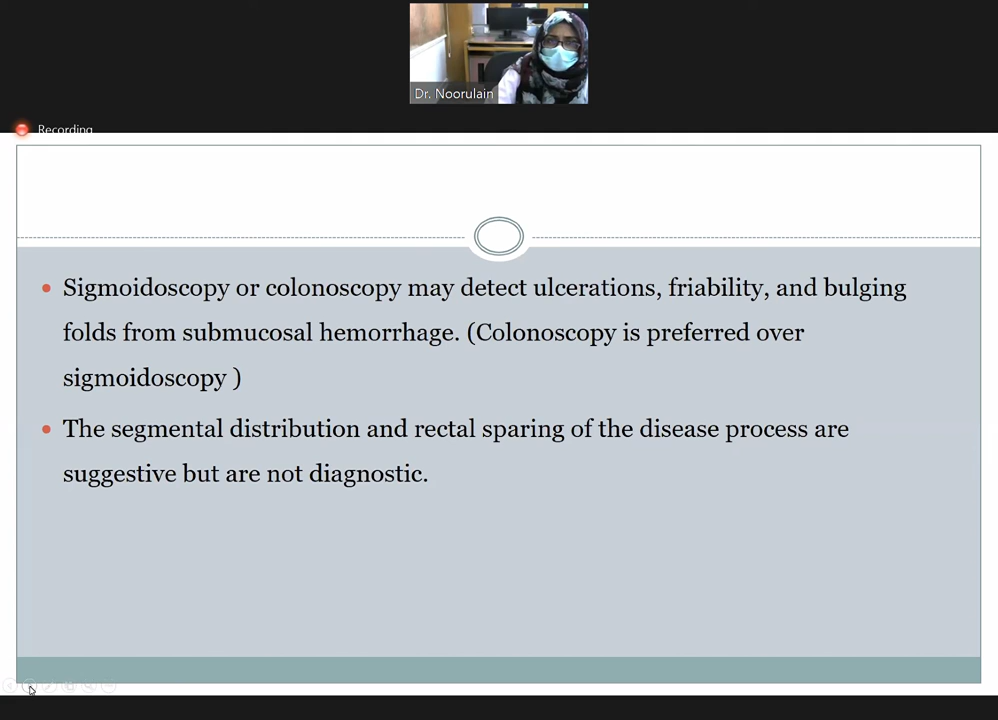 Dr. Noorulain
Recording
Sigmoidoscopy or colonoscopy may detect ulcerations, friability, and bulging
folds from submucosal hemorrhage. (Colonoscopy is preferred over
sigmoidoscopy )
The segmental distribution and rectal sparing of the disease process are
suggestive but are not diagnostic.